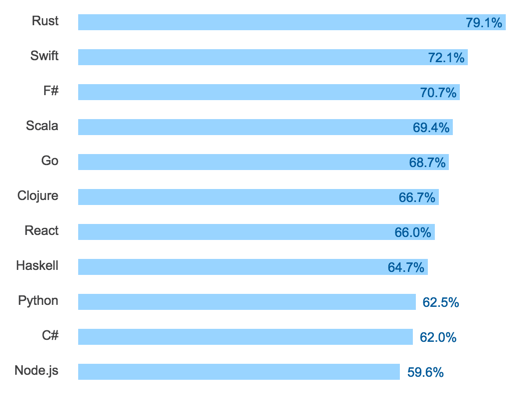 Rust 79.1%
Swift 72.1%
F# 70.7%
Scala 69.4%
Go 68.7%
Clojure 66.7%
React 66.0%
Haskell 64.7%
Python 62.5%
C# 62.0%
Node.js 59.6%